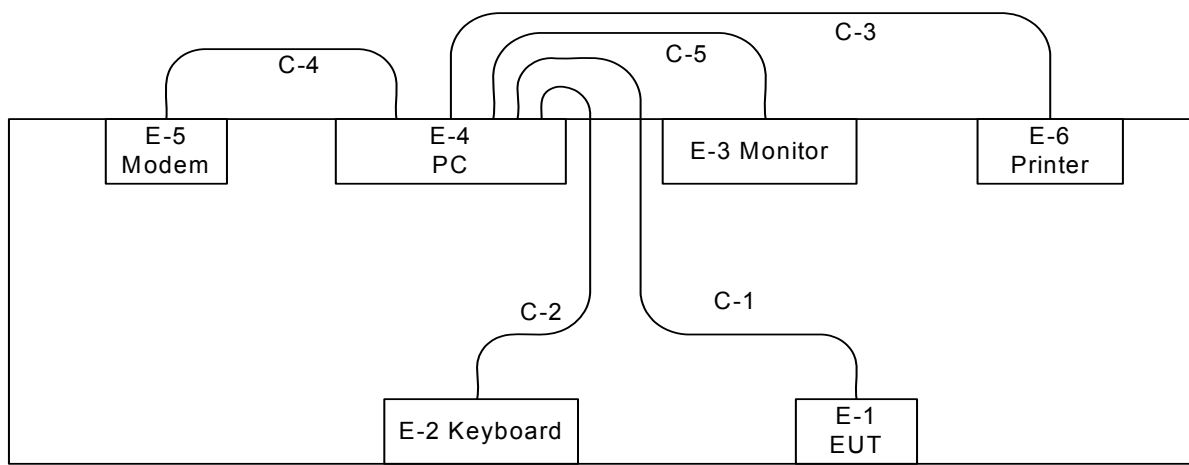 C-3
C-5
C-4
E-5
Modem
E-4
PC
E-3 Monitor
E-6
Printer
C-2
C-1
E-2 Keyboard
E-1
EUT